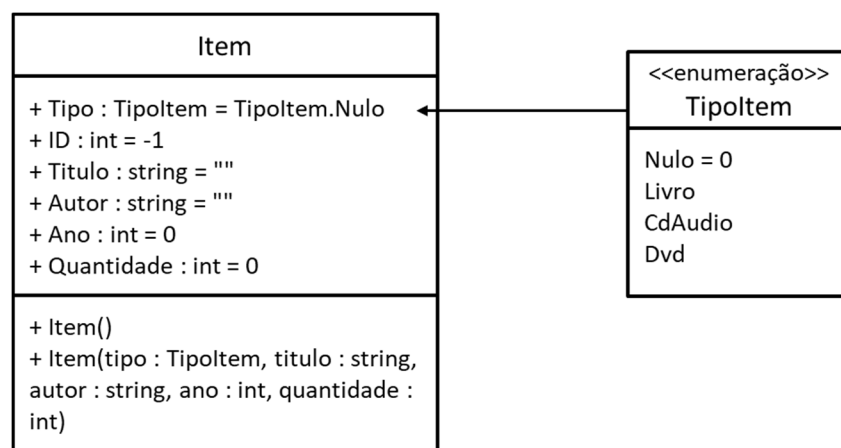 Item
+ Tipo : TipoItem = TipoItem.Nulo
+ ID : int = -1
+ Titulo : string = ""
+ Autor : string = ""
+ Ano : int = 0
+ Quantidade : int = 0
+ Item()
+ Item(tipo : TipoItem, titulo : string,
autor : string, ano : int, quantidade :
int)
<<enumeração>>
TipoItem
Nulo = 0
Livro
CdAudio
Dvd